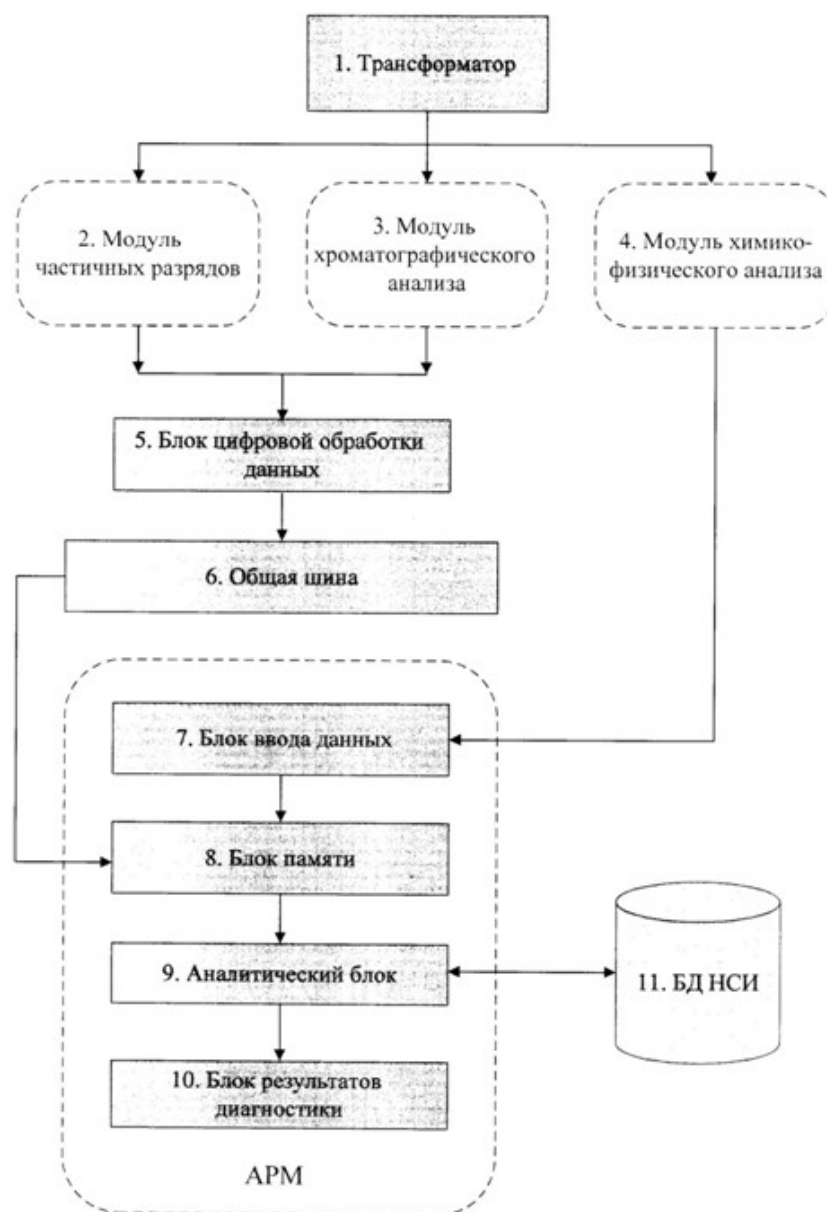 1. Трансформатор
2. Модуль
частичных разрядов
3. Модуль
хроматографического
анализа
4. Модуль химико-
физического анализа
5. Блок цифровой обработки
данных
6. Общая шина
7. Блок ввода данных
8. Блок памяти
9. Аналитический блок
11. БД НСИ
10. Блок результатов
диагностики
АРМ